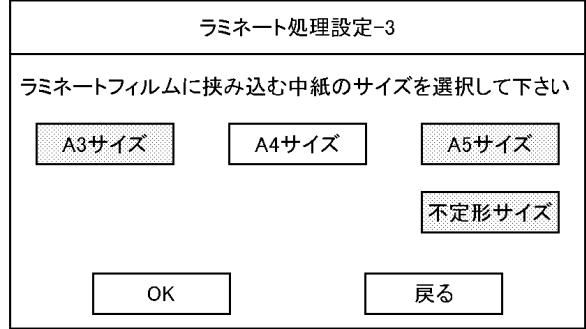 ラミネート処理設定-3
ラミネートフィルムに挟み込む中紙のサイズを選択して下さい
A3サイズ A4サイズ A5サイズ
不定形サイズ
OK 戻る